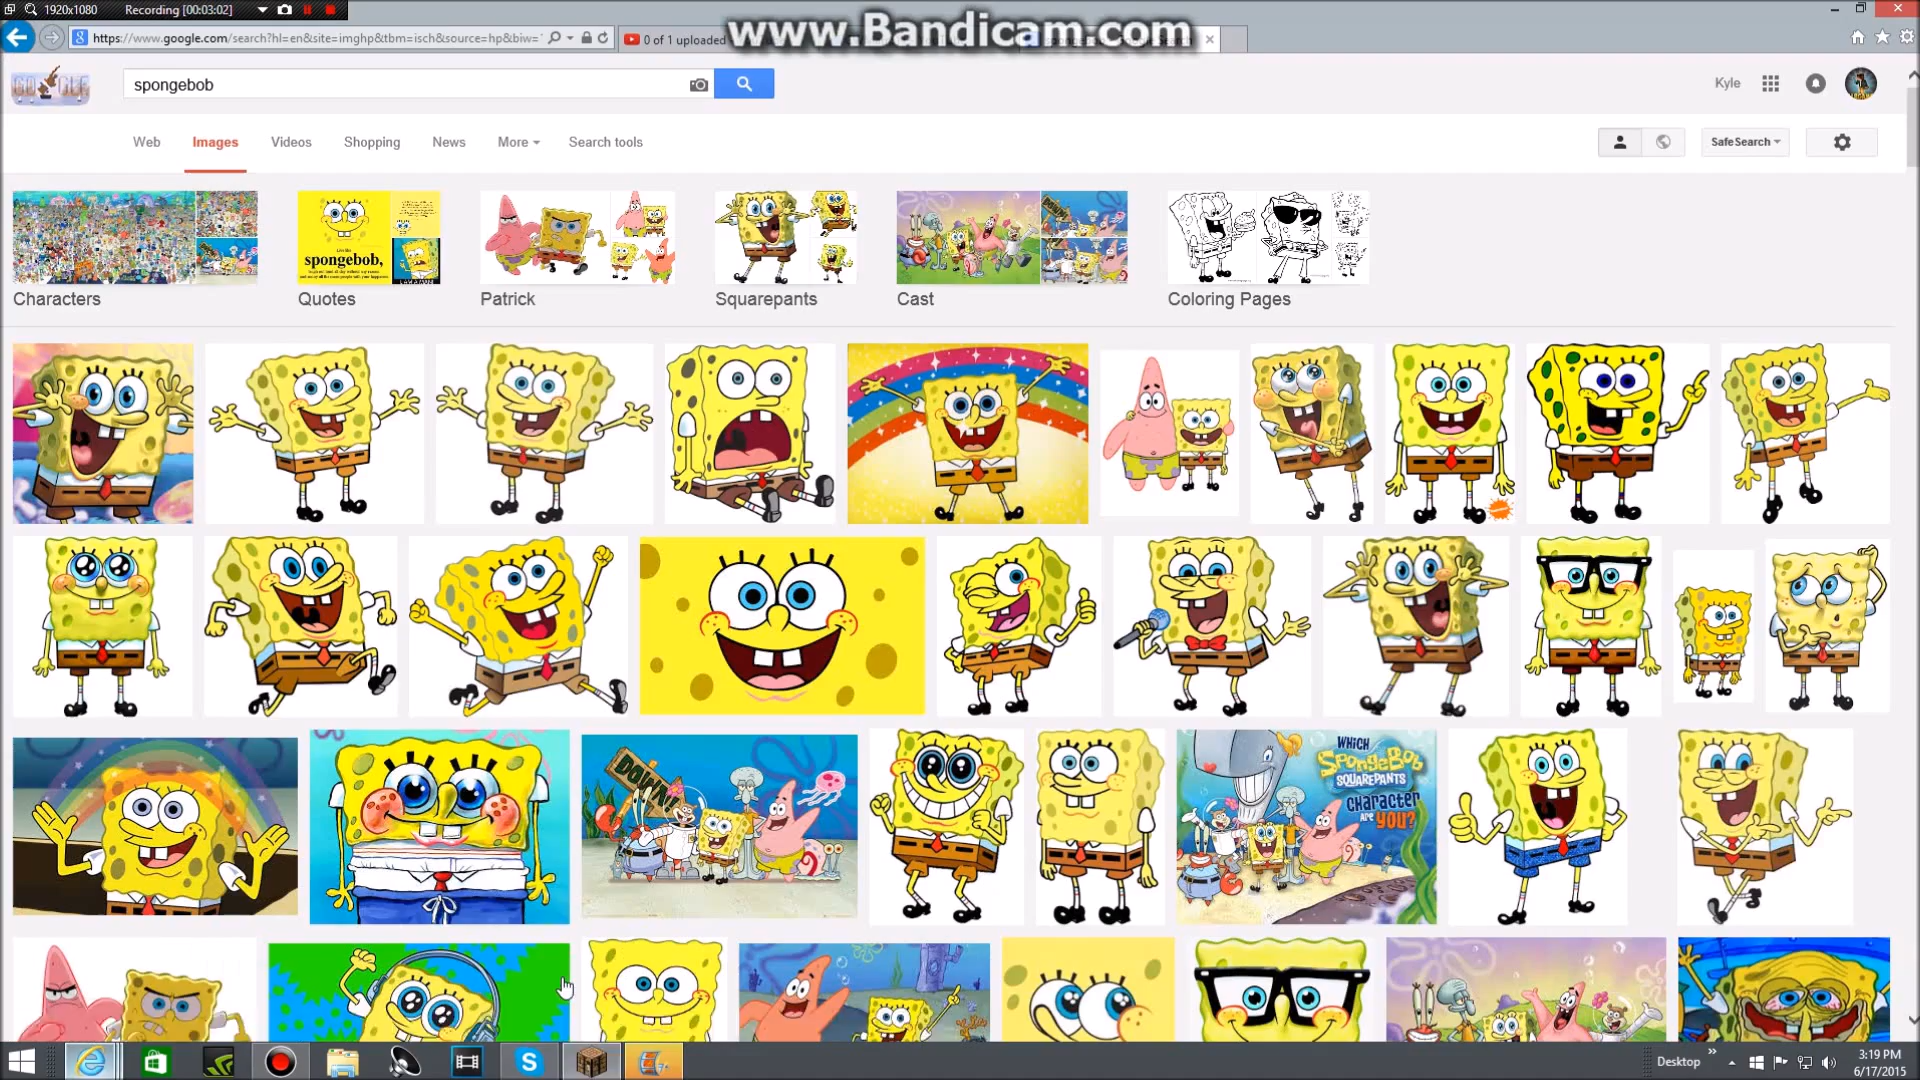 1920x1080 Recording [00:03:02]
www.Bandicam.com
https://www.google.com/search?hl=en&site=imghp&tbm=isch&source=hp&biw=
0 of 1 uploaded
spongebob
Kyle
Web Images Videos Shopping News More Search tools
SafeSearch
spongebob,
Characters Quotes Patrick Squarepants Cast Coloring Pages
DOWN
WHICH
SpongeBob
SQUAREPANTS
CHARACTER
ARE YOU?
Desktop
3:19 PM
6/17/2015